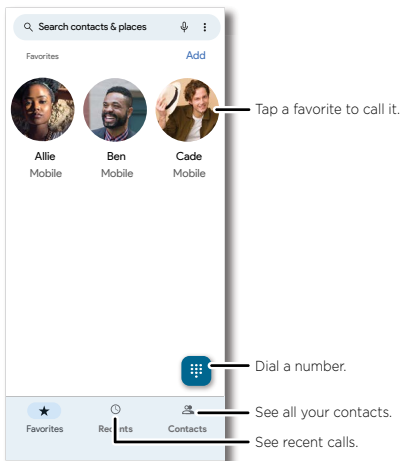 Search contacts & places
Favorites Add
Tap a favorite to call it.
Allie Ben Cade
Mobile Mobile Mobile
Dial a number.
See all your contacts.
Favorites Recents Contacts
See recent calls.